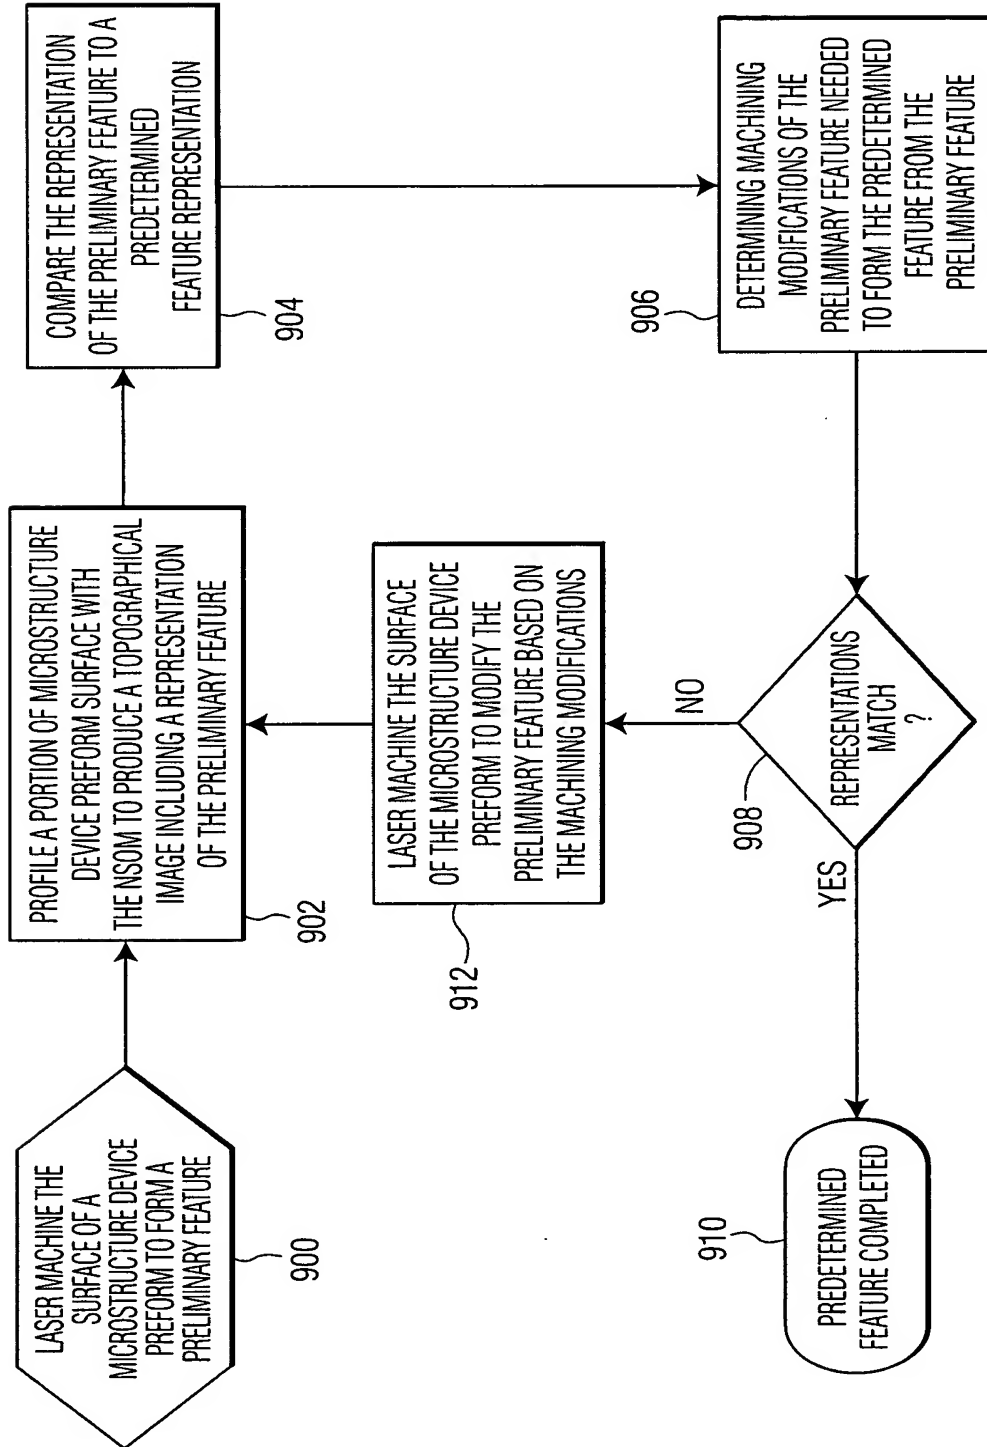 LASER MACHINE THE
SURFACE OF A
MICROSTRUCTURE DEVICE
PREFORM TO FORM A
PRELIMINARY FEATURE
900
PROFILE A PORTION OF MICROSTRUCTURE
DEVICE PREFORM SURFACE WITH
THE NSOM TO PRODUCE A TOPOGRAPHICAL
IMAGE INCLUDING A REPRESENTATION
OF THE PRELIMINARY FEATURE
902
COMPARE THE REPRESENTATION
OF THE PRELIMINARY FEATURE TO A
PREDETERMINED
FEATURE REPRESENTATION
904
DETERMINING MACHINING
MODIFICATIONS OF THE
PRELIMINARY FEATURE NEEDED
TO FORM THE PREDETERMINED
FEATURE FROM THE
PRELIMINARY FEATURE
906
REPRESENTATIONS
MATCH
?
908
YES
NO
PREDETERMINED
FEATURE COMPLETED
910
LASER MACHINE THE SURFACE
OF THE MICROSTRUCTURE DEVICE
PREFORM TO MODIFY THE
PRELIMINARY FEATURE BASED ON
THE MACHINING MODIFICATIONS
912